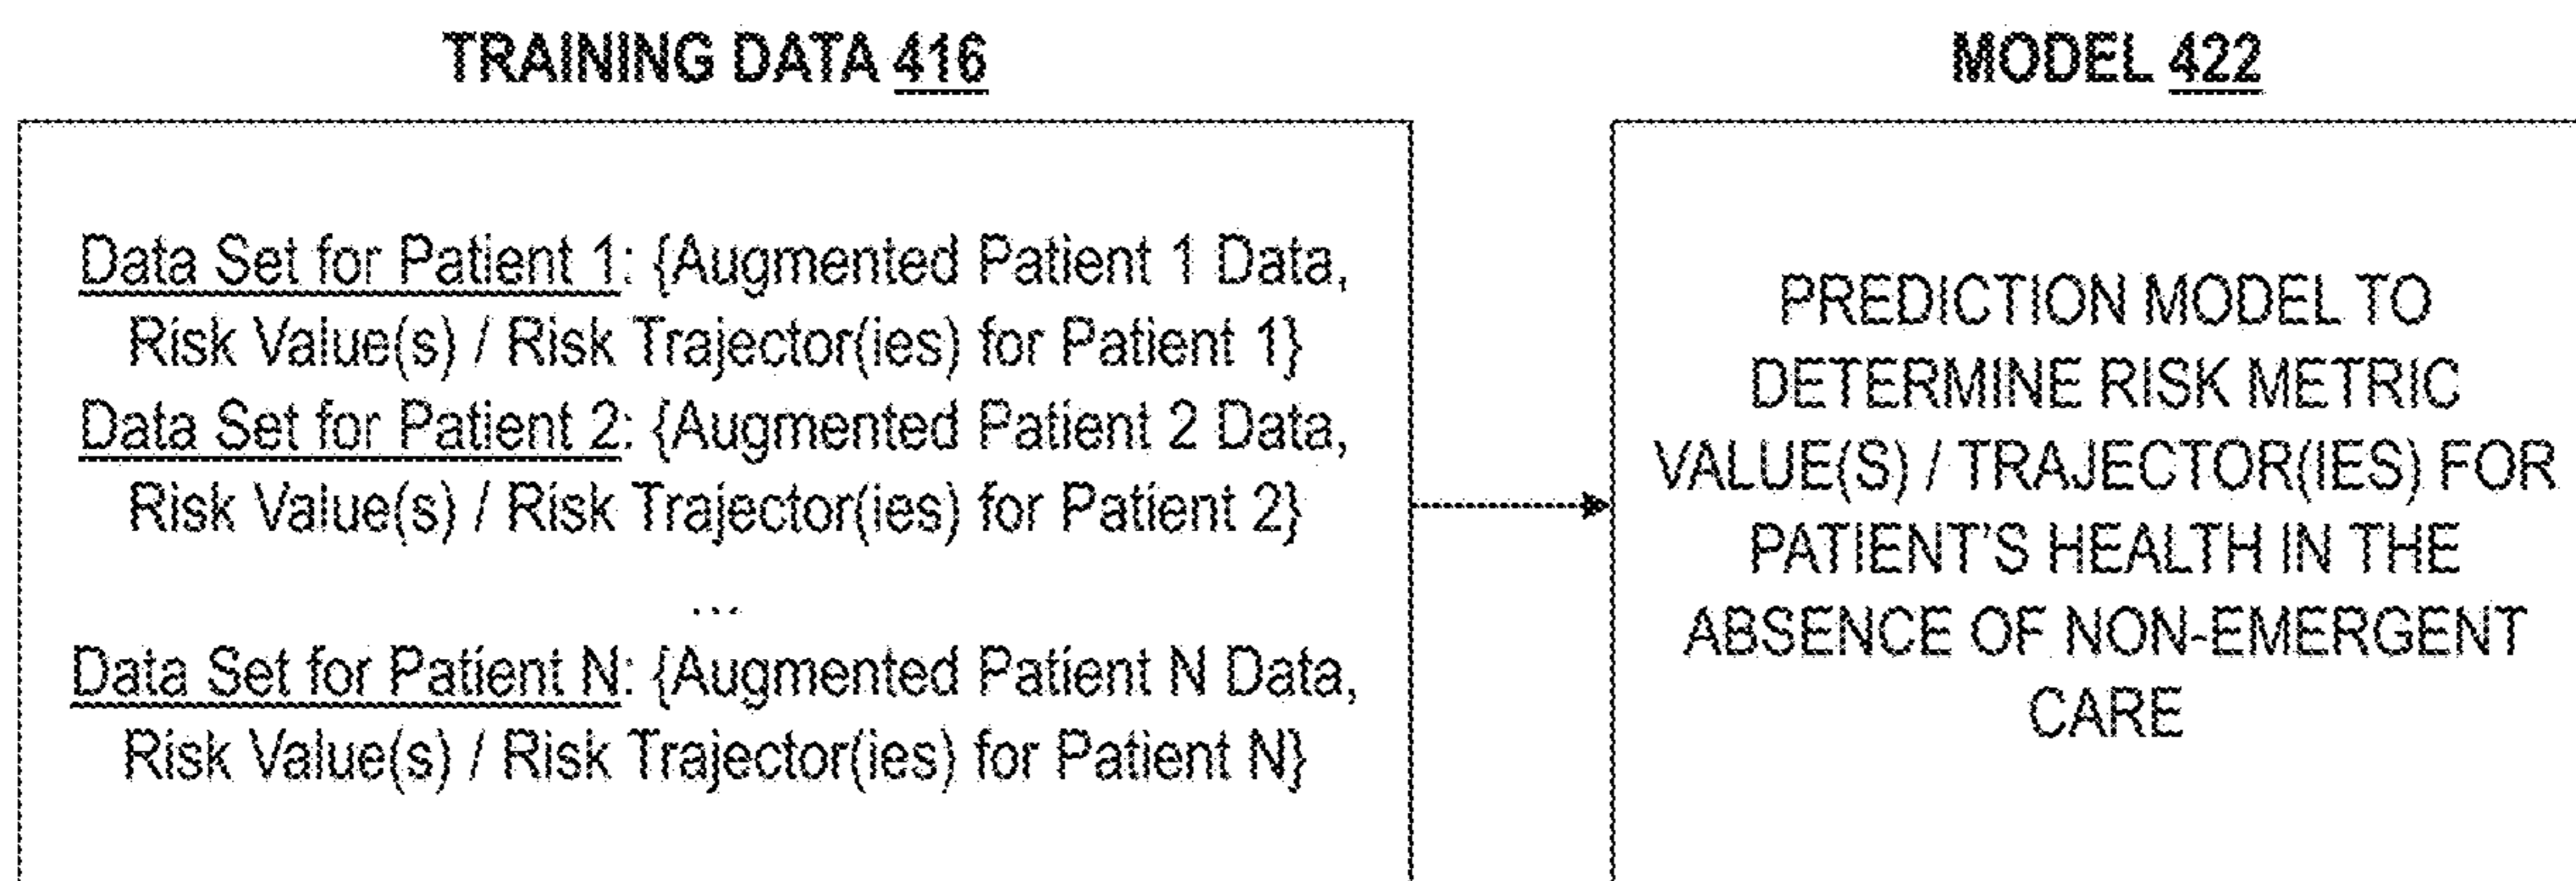 TRAINING DATA 416
Data Set for Patient 1: {Augmented Patient 1 Data,
Risk Value(s) / Risk Trajector(ies) for Patient 1}
Data Set for Patient 2: {Augmented Patient 2 Data,
Risk Value(s) / Risk Trajector(ies) for Patient 2}
...
Data Set for Patient N: {Augmented Patient N Data,
Risk Value(s) / Risk Trajector(ies) for Patient N}
MODEL 422
PREDICTION MODEL TO
DETERMINE RISK METRIC
VALUE(S) / TRAJECTOR(IES) FOR
PATIENT'S HEALTH IN THE
ABSENCE OF NON-EMERGENT
CARE